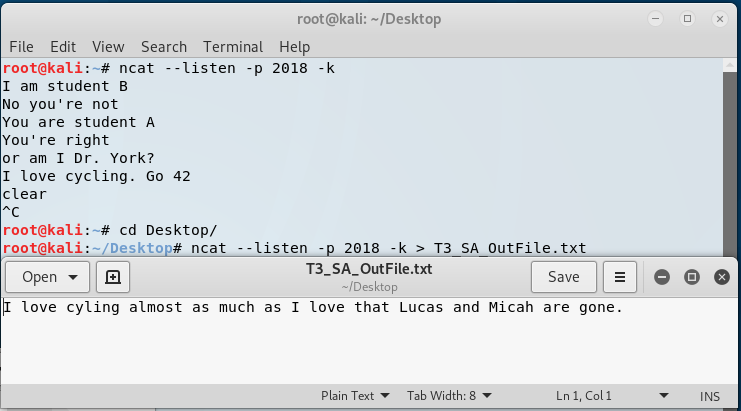 root@kali: ~/Desktop
File Edit View Search Terminal Help
root@kali:~# ncat --listen -p 2018 -k
I am student B
No you're not
You are student A
You're right
or am I Dr. York?
I love cycling. Go 42
clear
^C
root@kali:~# cd Desktop/
root@kali:~/Desktop# ncat --listen -p 2018 -k > T3_SA_OutFile.txt
Open T3_SA_OutFile.txt Save
~/Desktop
I love cyling almost as much as I love that Lucas and Micah are gone.
Plain Text Tab Width: 8 Ln 1, Col 1 INS